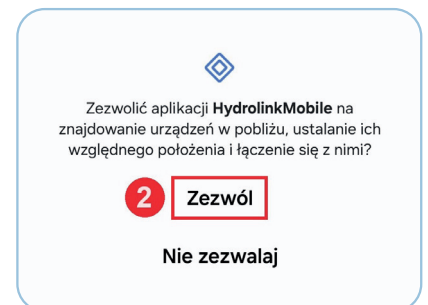 Zezwolić aplikacji HydrolinkMobile na
znajdowanie urządzeń w pobliżu, ustalanie ich
względnego położenia i łączenie się z nimi?
2 Zezwól
Nie zezwalaj